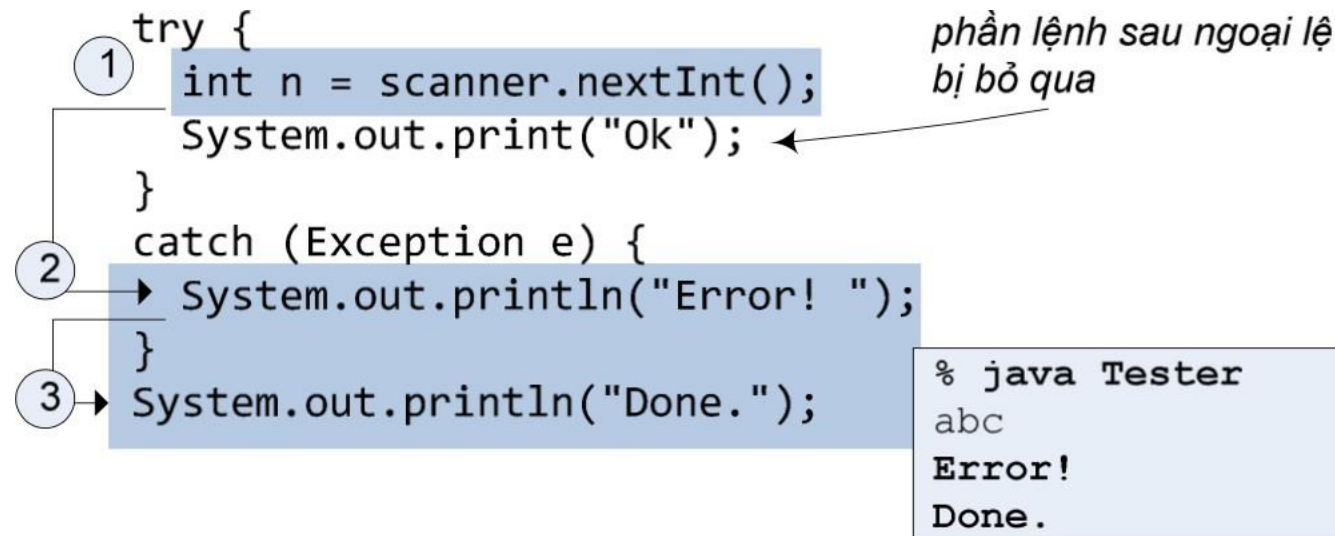 try {
1
int n = scanner.nextInt();
System.out.print("Ok");
}
catch (Exception e) {
2
System.out.println("Error! ");
}
3
System.out.println("Done.");
phần lệnh sau ngoại lệ
bị bỏ qua
% java Tester
abc
Error!
Done.